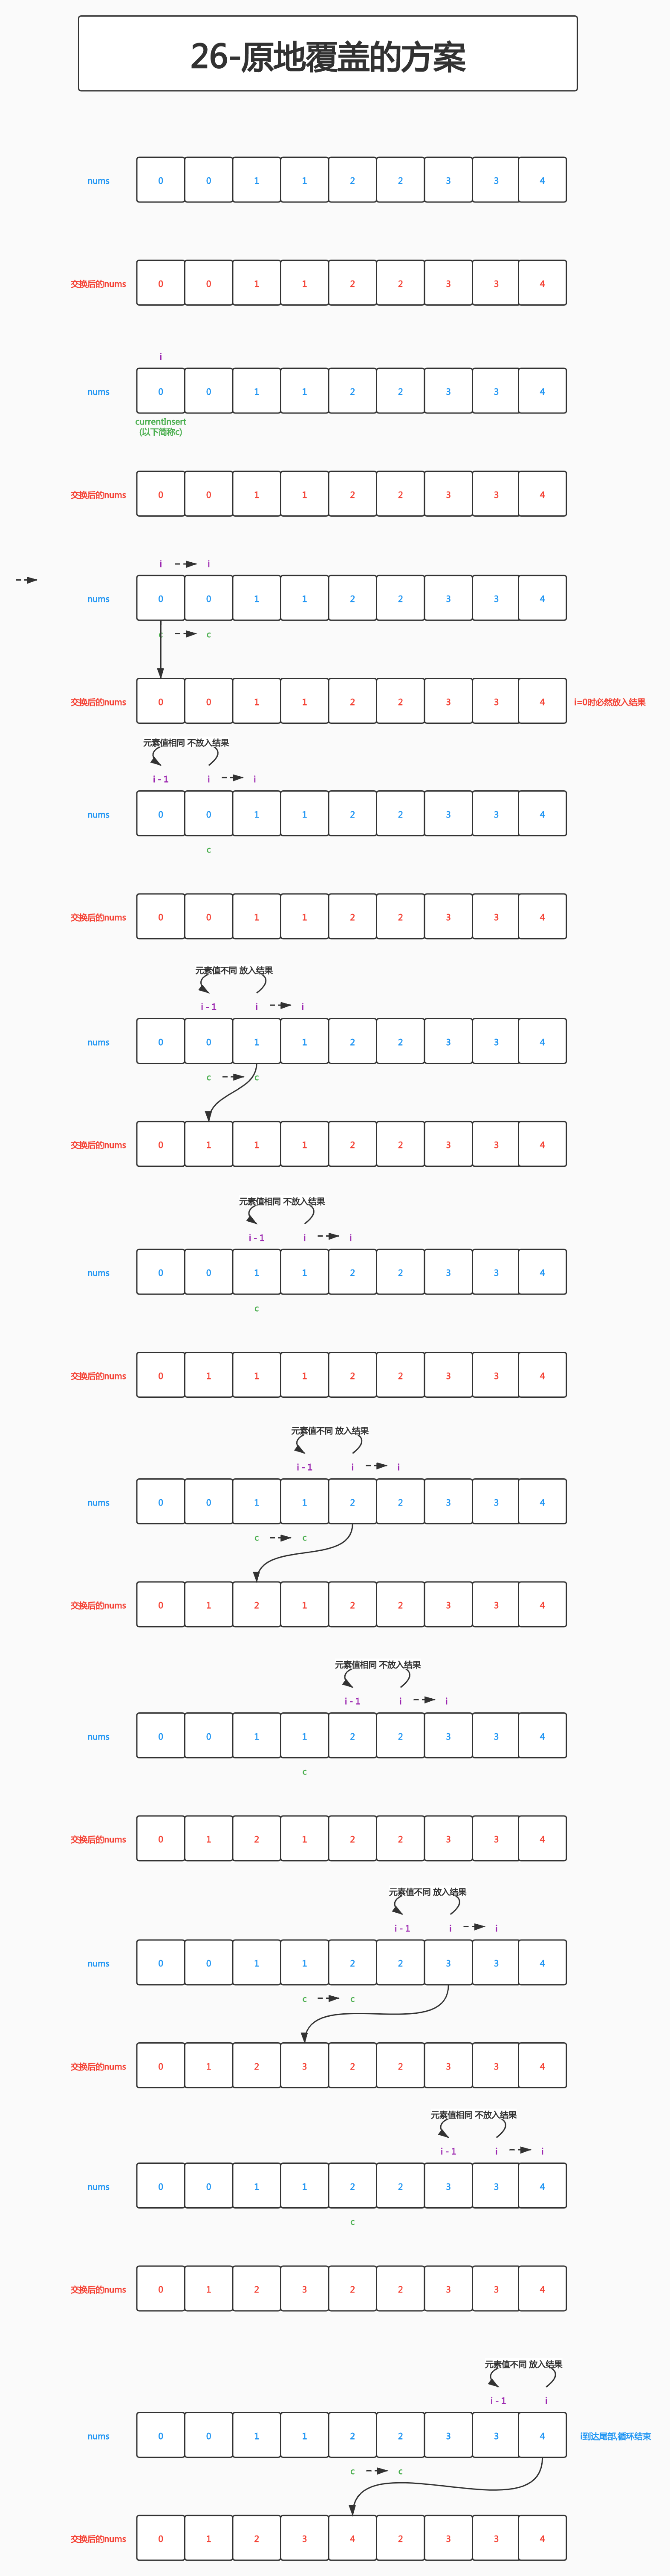 26-原地覆盖的方案
nums 0 0 1 1 2 2 3 3 4
交换后的nums 0 0 1 1 2 2 3 3 4
i
nums 0 0 1 1 2 2 3 3 4
currentInsert
(以下简称c)
交换后的nums 0 0 1 1 2 2 3 3 4
i i
nums 0 0 1 1 2 2 3 3 4
c c
交换后的nums 0 0 1 1 2 2 3 3 4 i=0时必然放入结果
元素值相同 不放入结果
i - 1 i i
nums 0 0 1 1 2 2 3 3 4
c
交换后的nums 0 0 1 1 2 2 3 3 4
元素值不同 放入结果
i - 1 i i
nums 0 0 1 1 2 2 3 3 4
c c
交换后的nums 0 1 1 1 2 2 3 3 4
元素值相同 不放入结果
i - 1 i i
nums 0 0 1 1 2 2 3 3 4
c
交换后的nums 0 1 1 1 2 2 3 3 4
元素值不同 放入结果
i - 1 i i
nums 0 0 1 1 2 2 3 3 4
c c
交换后的nums 0 1 2 1 2 2 3 3 4
元素值相同 不放入结果
i - 1 i i
nums 0 0 1 1 2 2 3 3 4
c
交换后的nums 0 1 2 1 2 2 3 3 4
元素值不同 放入结果
i - 1 i i
nums 0 0 1 1 2 2 3 3 4
c c
交换后的nums 0 1 2 3 2 2 3 3 4
元素值相同 不放入结果
i - 1 i i
nums 0 0 1 1 2 2 3 3 4
c
交换后的nums 0 1 2 3 2 2 3 3 4
元素值不同 放入结果
i - 1 i
nums 0 0 1 1 2 2 3 3 4 i到达尾部,循环结束
c c
交换后的nums 0 1 2 3 4 2 3 3 4